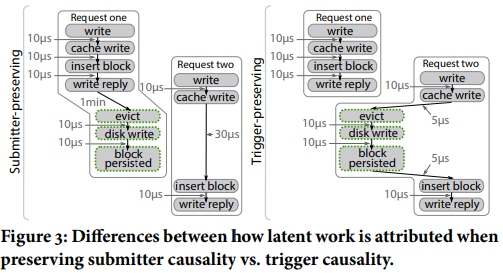 Submitter-preserving
Request one
write
10µs
cache write
10µs
insert block
10µs
write reply
1min
evict
10µs
disk write
10µs
block
persisted
Request two
write
10µs
cache write
30µs
insert block
10µs
write reply
Trigger-preserving
Request one
write
10µs
cache write
10µs
insert block
10µs
write reply
Request two
write
10µs
cache write
5µs
evict
10µs
disk write
10µs
block
persisted
5µs
insert block
10µs
write reply
Figure 3: Differences between how latent work is attributed when
preserving submitter causality vs. trigger causality.